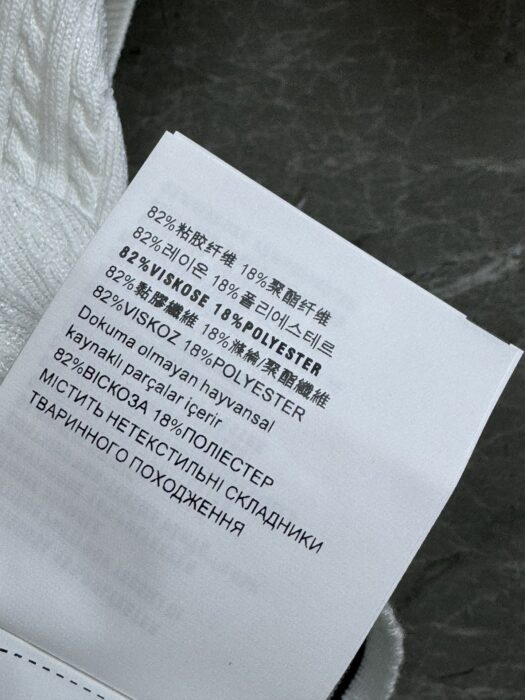 82%粘胶纤维 18%聚酯纤维
82%레이온 18%폴리에스테르
82%VISKOSE 18%POLYESTER
82%黏膠纖維 18%滌綸/聚酯纖維
82%VISKOZ 18%POLYESTER
Dokuma olmayan hayvansal
kaynaklı parçalar içerir
82%ВІСКОЗА 18%ПОЛІЕСТЕР
МІСТИТЬ НЕТЕКСТИЛЬНІ СКЛАДНИКИ
ТВАРИННОГО ПОХОДЖЕННЯ